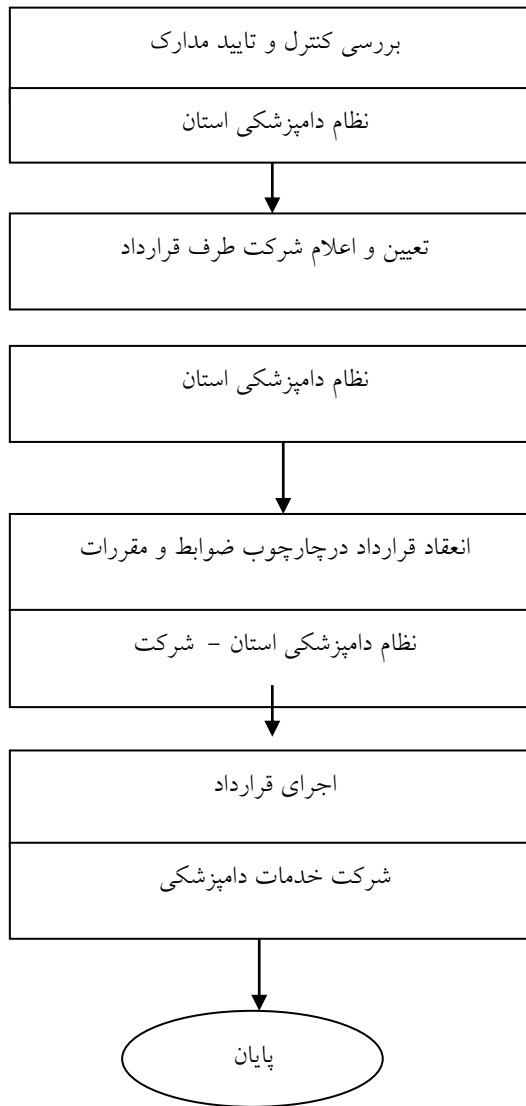 بررسی کنترل و تایید مدارک
نظام دامپزشکی استان
تعیین و اعلام شرکت طرف قرارداد
نظام دامپزشکی استان
انعقاد قرارداد درچارچوب ضوابط و مقررات
نظام دامپزشکی استان – شرکت
اجرای قرارداد
شرکت خدمات دامپزشکی
پایان